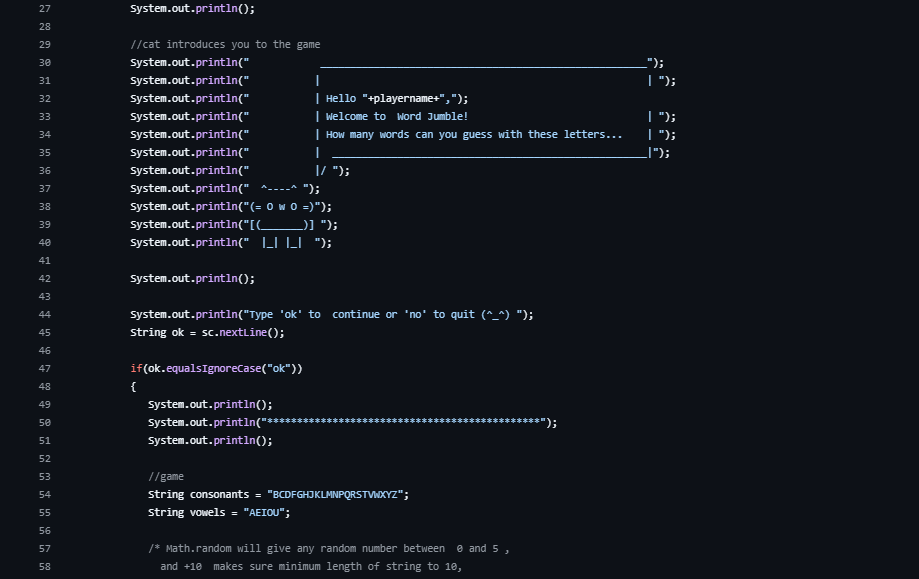 27 System.out.println();
28
29 //cat introduces you to the game
30 System.out.println("            _______________________________________________________");
31 System.out.println("           |                                                       | ");
32 System.out.println("           | Hello "+playername+",");
33 System.out.println("           | Welcome to  Word Jumble!                              | ");
34 System.out.println("           | How many words can you guess with these letters...    | ");
35 System.out.println("           |  _____________________________________________________|");
36 System.out.println("           |/ ");
37 System.out.println("  ^----^ ");
38 System.out.println("(= O w O =)");
39 System.out.println("[(_______)] ");
40 System.out.println("  |_| |_|  ");
41
42 System.out.println();
43
44 System.out.println("Type 'ok' to  continue or 'no' to quit (^_^) ");
45 String ok = sc.nextLine();
46
47 if(ok.equalsIgnoreCase("ok"))
48 {
49 System.out.println();
50 System.out.println("**********************************************");
51 System.out.println();
52
53 //game
54 String consonants = "BCDFGHJKLMNPQRSTVWXYZ";
55 String vowels = "AEIOU";
56
57 /* Math.random will give any random number between  0 and 5 ,
58 and +10  makes sure minimum length of string to 10,